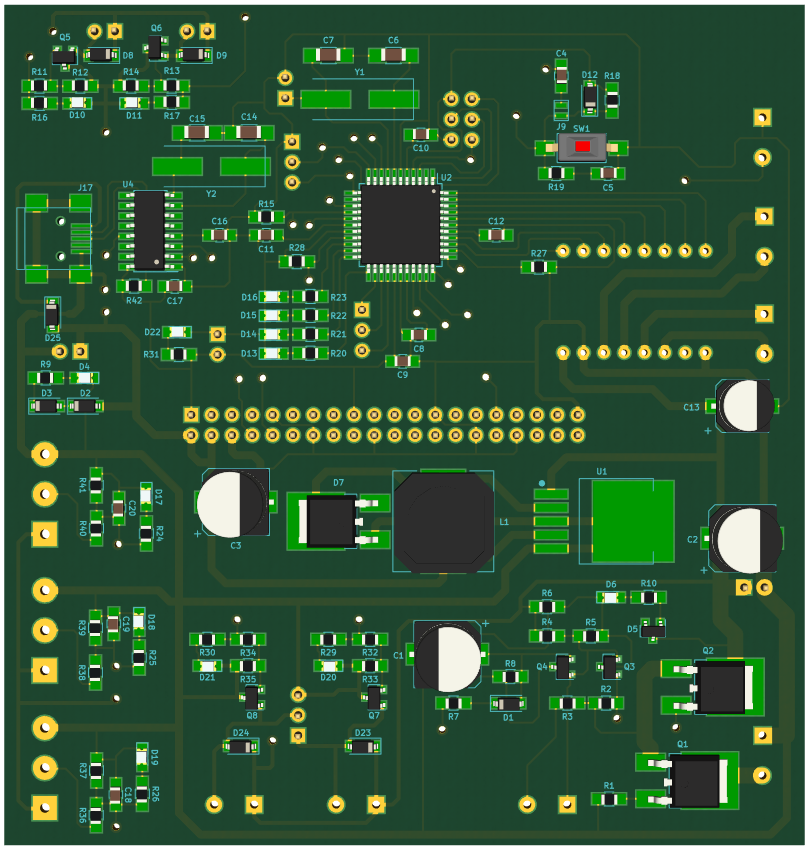 Q5
D8
Q6
D9
C7
C6
R11
R12
R14
R13
Y1
C4
D12
R18
R16
D10
D11
R17
J9
C15
C14
C10
SW1
U4
Y2
U2
R19
C5
J17
R15
C16
C11
C12
R28
R27
R42
C17
D16
R23
D25
D15
R22
D22
D14
R21
C8
R31
D13
R20
C9
R9
D4
D3
D2
C13
+
R41
D17
C20
R40
R24
D7
U1
L1
C3
+
C2
+
D6
R10
R6
D18
C19
R39
R25
R38
R30
R34
R29
R32
C1
+
R4
R5
D5
Q2
D21
R35
D20
R33
R8
Q4
Q3
Q8
Q7
R7
D1
R3
R2
D24
D23
Q1
D19
R37
C18
R26
R36
R1